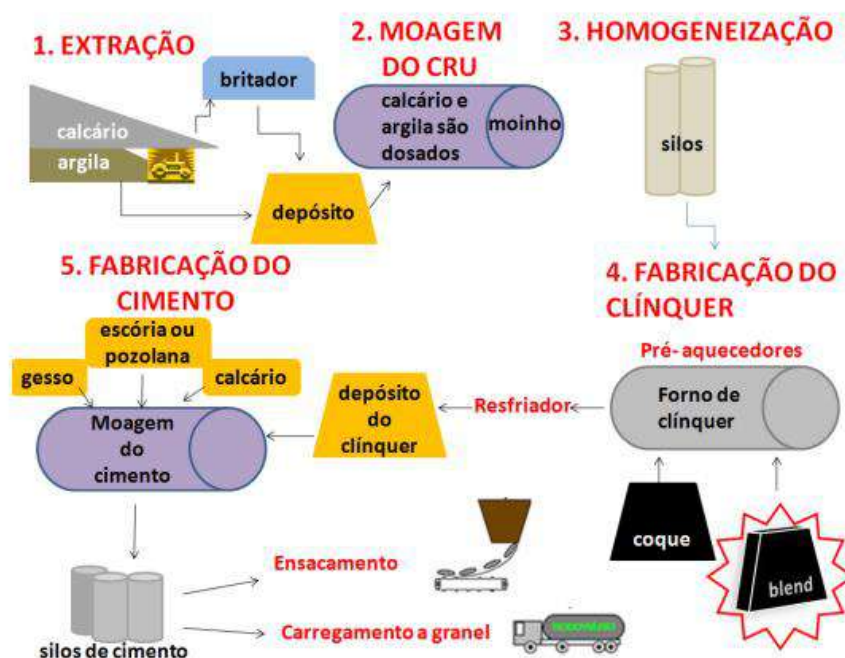 1. EXTRAÇÃO
2. MOAGEM
DO CRU
3. HOMOGENEIZAÇÃO
britador
calcário
argila
calcário e
argila são
dosados
moinho
silos
depósito
5. FABRICAÇÃO DO
CIMENTO
4. FABRICAÇÃO DO
CLÍNQUER
escória ou
pozolana
gesso
calcário
Pré- aquecedores
Forno de
clínquer
Resfriador
depósito
do
clínquer
Moagem
do
cimento
coque
blend
Ensacamento
Carregamento a granel
silos de cimento